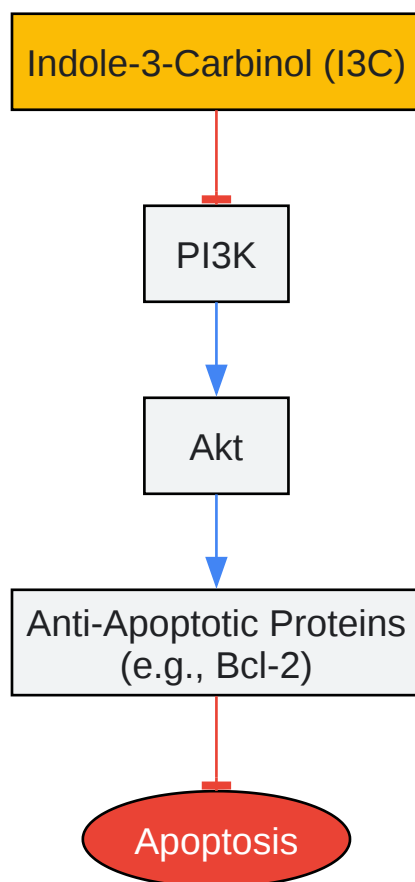 Indole-3-Carbinol (I3C)
PI3K
Akt
Anti-Apoptotic Proteins
(e.g., Bcl-2)
Apoptosis